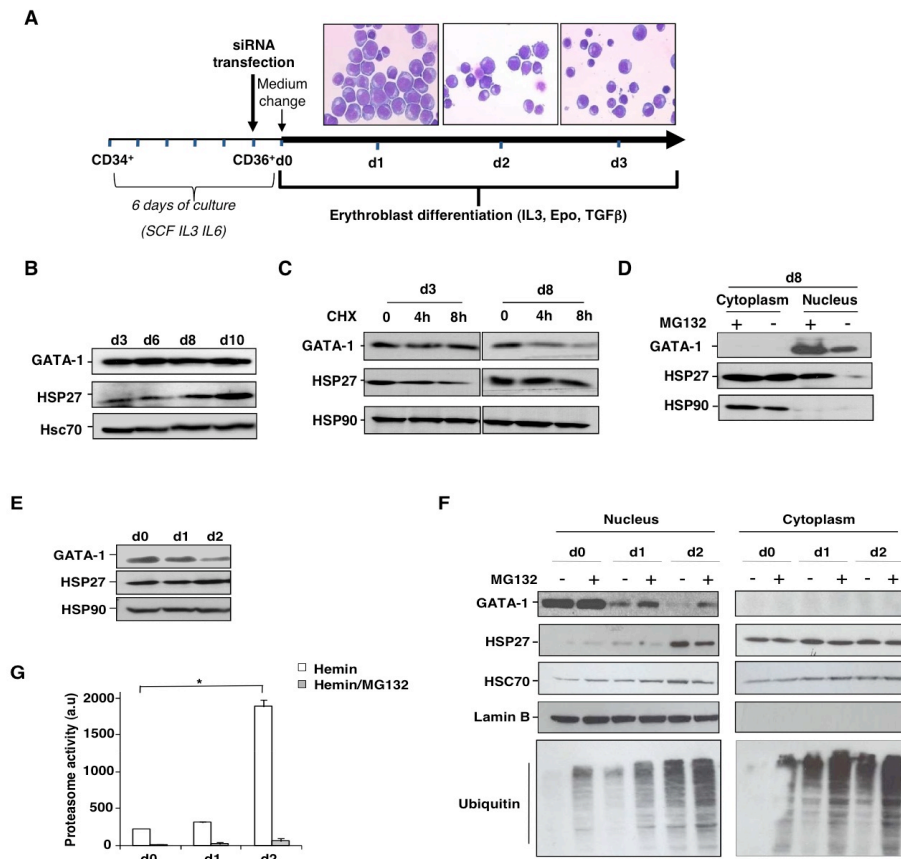 A
siRNA
transfection
Medium
change
CD34+
CD36+d0
d1
d2
d3
6 days of culture
(SCF IL3 IL6)
Erythroblast differentiation (IL3, Epo, TGFβ)
B
d3 d6 d8 d10
GATA-1
HSP27
Hsc70
C
d3 d8
CHX 0 4h 8h 0 4h 8h
GATA-1
HSP27
HSP90
D
d8
Cytoplasm Nucleus
MG132 + - + -
GATA-1
HSP27
HSP90
E
d0 d1 d2
GATA-1
HSP27
HSP90
F
Nucleus Cytoplasm
d0 d1 d2 d0 d1 d2
MG132 - + - + - + - + - + - +
GATA-1
HSP27
HSC70
Lamin B
Ubiquitin
G
Hemin
Hemin/MG132
*
Proteasome activity (a.u)
2000
1500
1000
500
0
d0 d1 d2